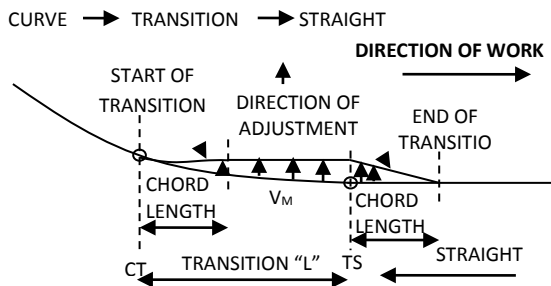 CURVE TRANSITION STRAIGHT
DIRECTION OF WORK
START OF
TRANSITION
DIRECTION OF
ADJUSTMENT
END OF
TRANSITIO
CHORD
LENGTH
VM
CHORD
LENGTH
CT
TRANSITION “L”
TS
STRAIGHT